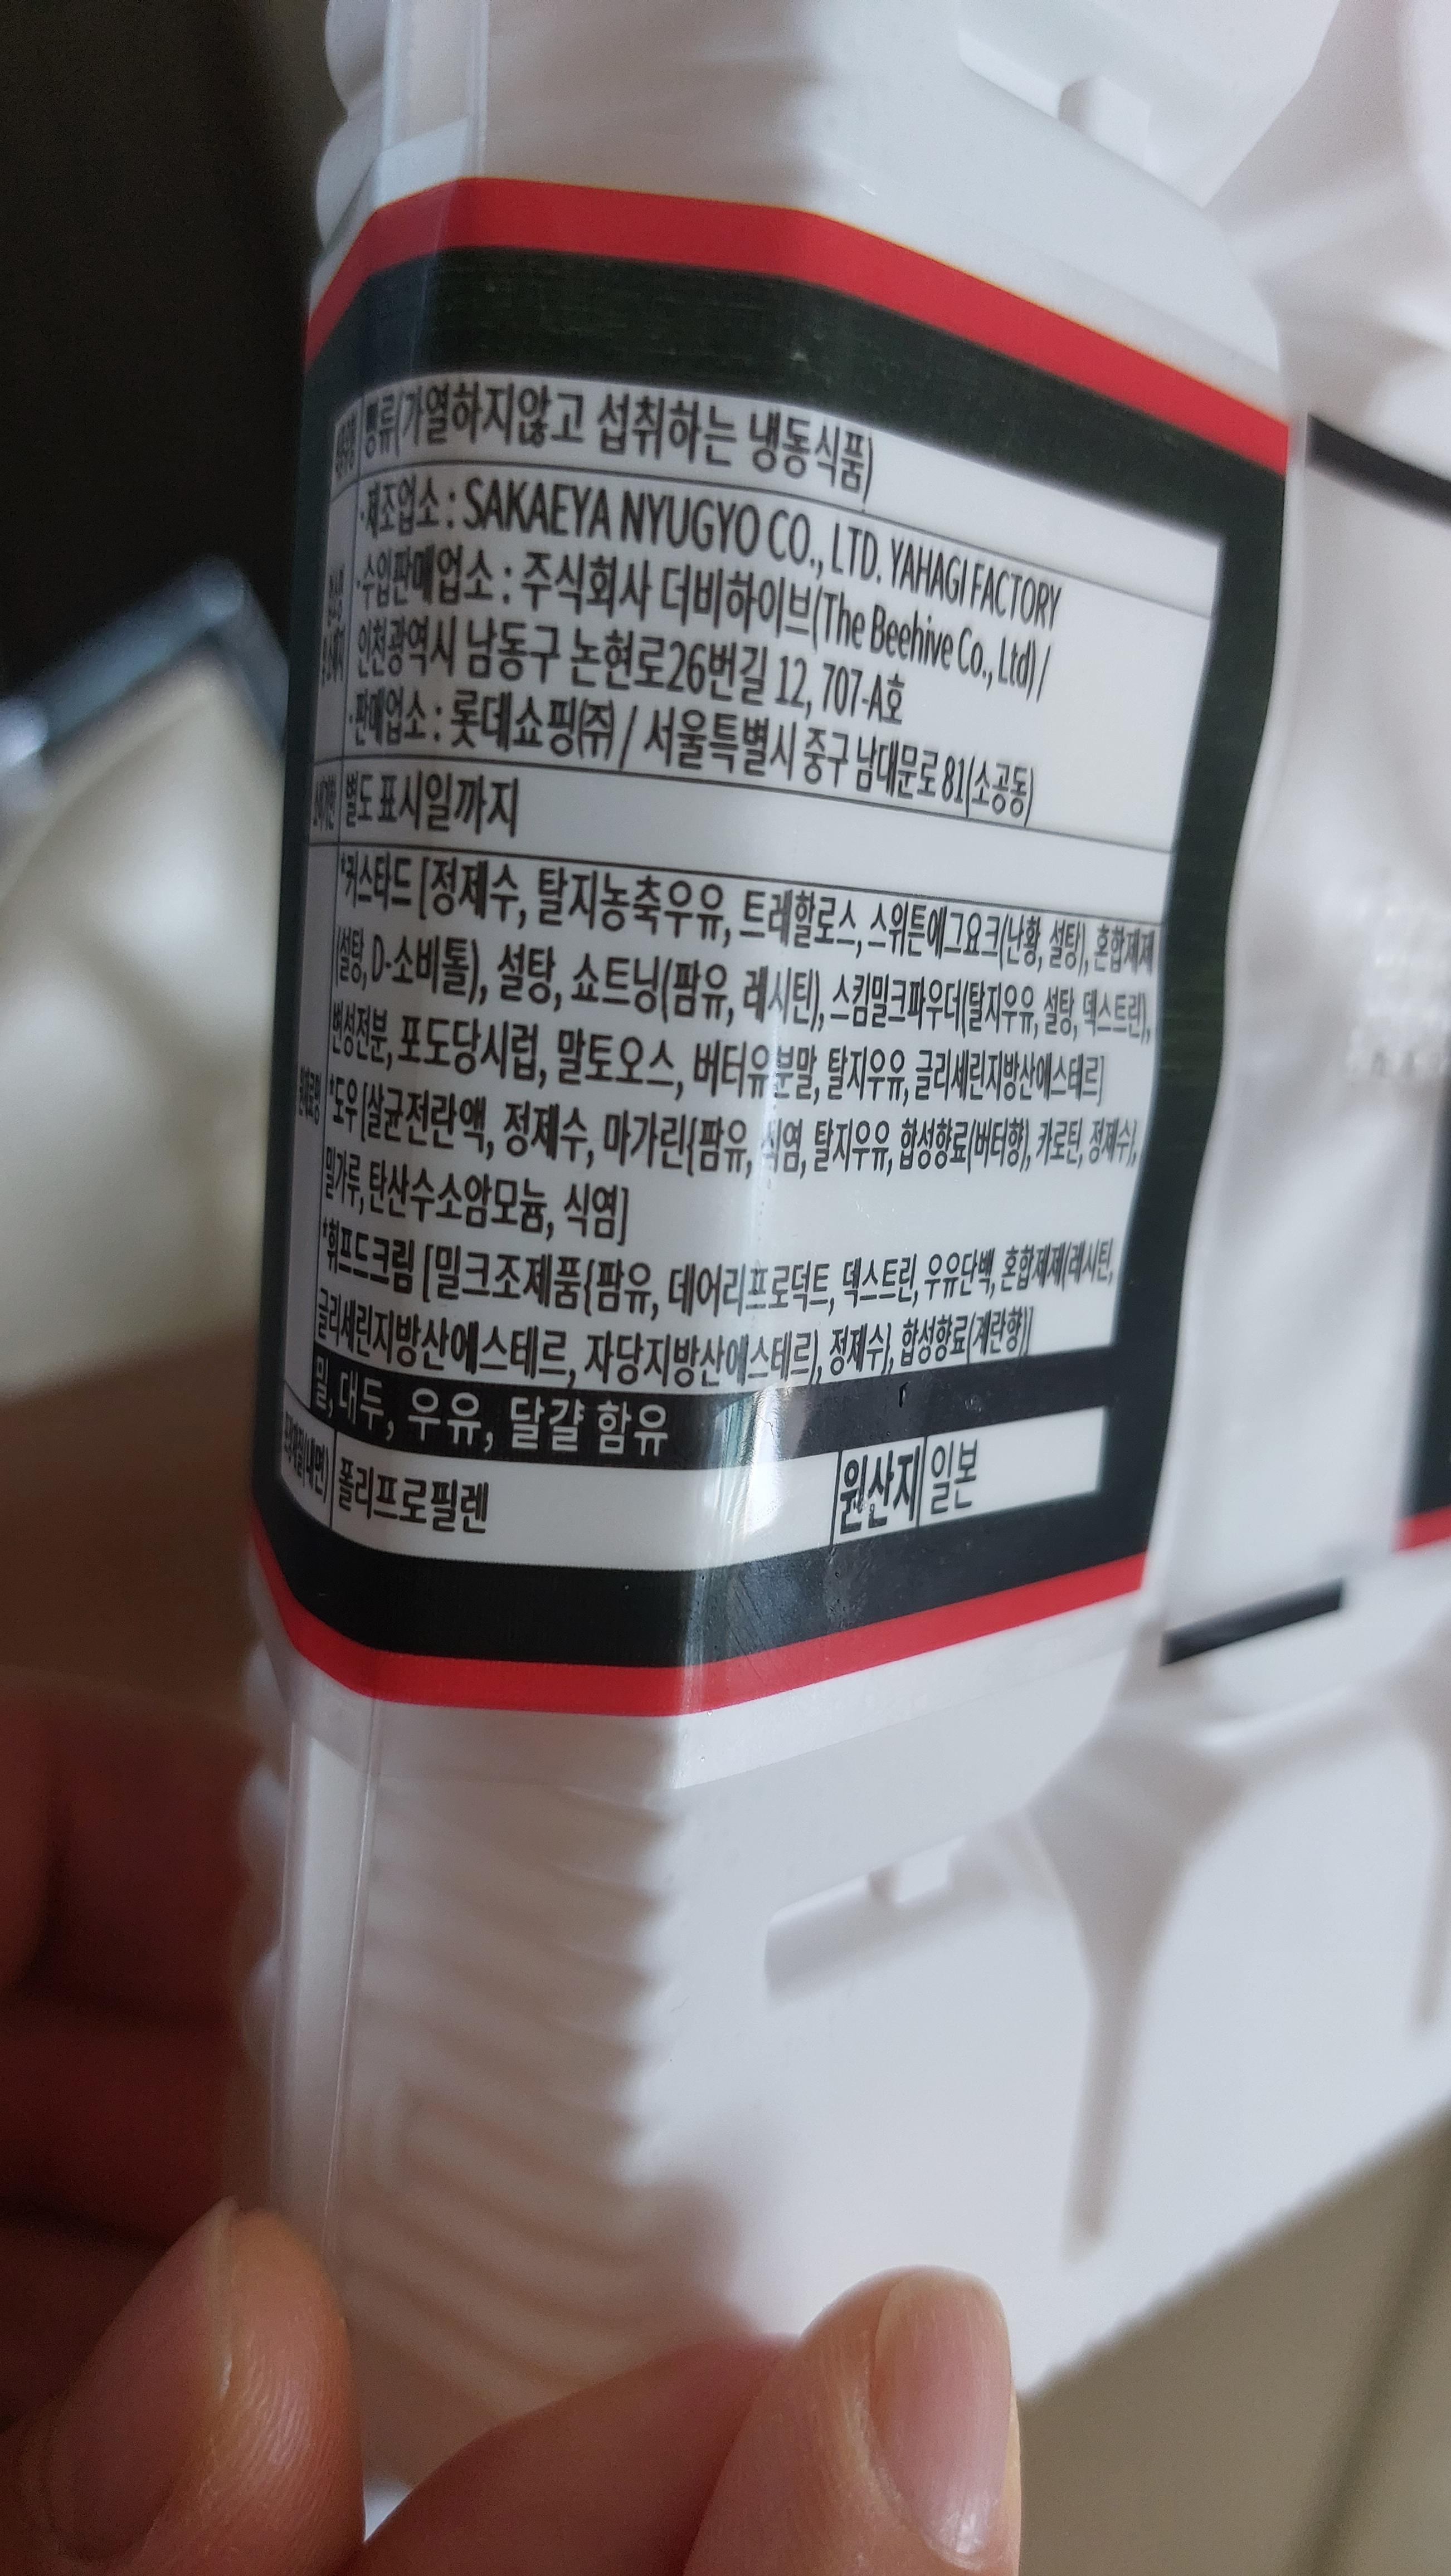 빵류(가열하지않고 섭취하는 냉동식품)
·제조업소 : SAKAEYA NYUGYO CO., LTD. YAHAGI FACTORY
·수입판매업소 : 주식회사 더비하이브(The Beehive Co., Ltd) /
인천광역시 남동구 논현로26번길 12, 707-A호
·판매업소 : 롯데쇼핑㈜ / 서울특별시 중구 남대문로 81(소공동)
별도 표시일까지
원재료명
*커스타드 [정제수, 탈지농축우유, 트레할로스, 스위튼에그요크(난황, 설탕), 혼합제제
(설탕, D-소비톨), 설탕, 쇼트닝(팜유, 레시틴), 스킴밀크파우더(탈지우유, 설탕, 덱스트린),
변성전분, 포도당시럽, 말토오스, 버터유분말, 탈지우유, 글리세린지방산에스테르]
*도우 [살균전란액, 정제수, 마가린{팜유, 식염, 탈지우유, 합성향료(버터향), 카로틴, 정제수},
밀가루, 탄산수소암모늄, 식염]
*휘프드크림 [밀크조제품{팜유, 데어리프로덕트, 덱스트린, 우유단백, 혼합제제(레시틴,
글리세린지방산에스테르, 자당지방산에스테르), 정제수}, 합성향료(계란향)]
밀, 대두, 우유, 달걀 함유
폴리프로필렌 원산지 일본